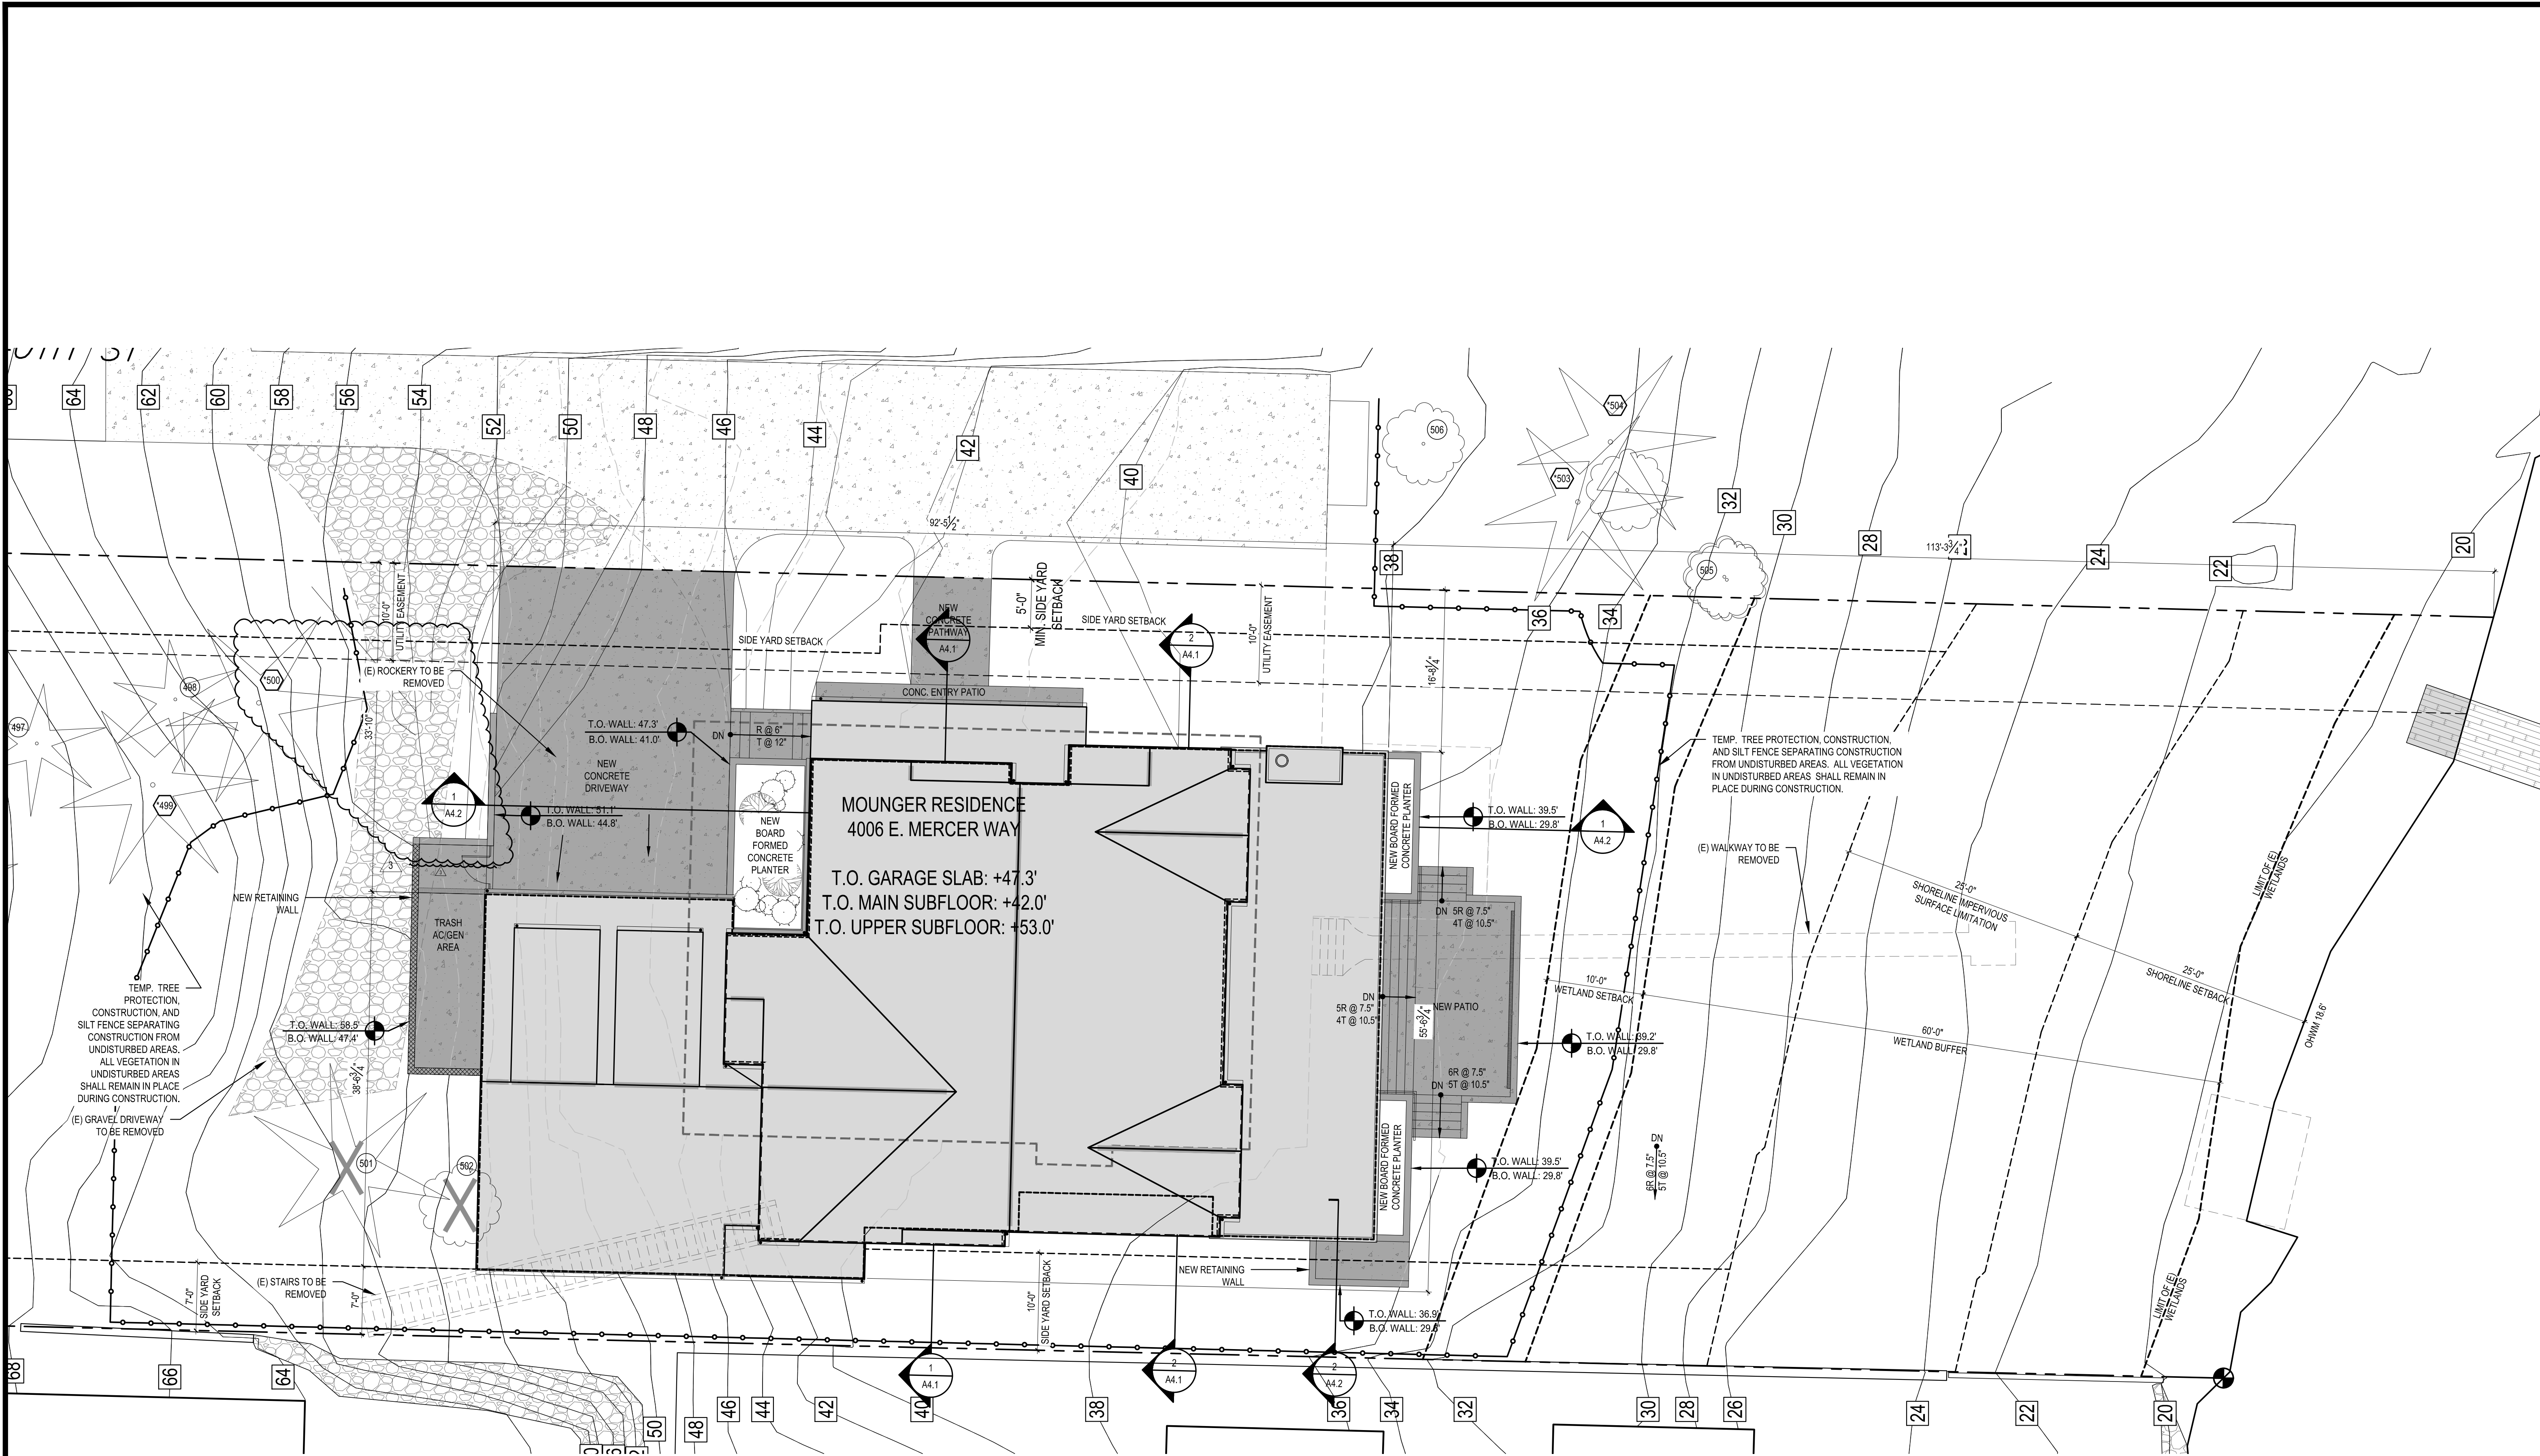 64
62
60
58
56
54
52
50
48
46
44
42
40
38
36
34
32
30
28
24
22
20
506
*504
*503
505
92'-5 1/2"
10'-0"
UTILITY EASEMENT
(E) ROCKERY TO BE
REMOVED
*500
498
497
*499
33'-10"
SIDE YARD SETBACK
NEW
CONCRETE
PATHWAY
1
A4.1
5'-0"
MIN. SIDE YARD
SETBACK
SIDE YARD SETBACK
2
A4.1
10'-0"
UTILITY EASEMENT
16'-8 1/4"
CONC. ENTRY PATIO
T.O. WALL: 47.3'
B.O. WALL: 41.0'
DN
R @ 6"
T @ 12"
NEW
CONCRETE
DRIVEWAY
1
A4.2
T.O. WALL: 51.1'
B.O. WALL: 44.8'
NEW
BOARD
FORMED
CONCRETE
PLANTER
MOUNGER RESIDENCE
4006 E. MERCER WAY
T.O. GARAGE SLAB: +47.3'
T.O. MAIN SUBFLOOR: +42.0'
T.O. UPPER SUBFLOOR: +53.0'
NEW BOARD FORMED
CONCRETE PLANTER
T.O. WALL: 39.5'
B.O. WALL: 29.8'
1
A4.2
TEMP. TREE PROTECTION, CONSTRUCTION,
AND SILT FENCE SEPARATING CONSTRUCTION
FROM UNDISTURBED AREAS. ALL VEGETATION
IN UNDISTURBED AREAS SHALL REMAIN IN
PLACE DURING CONSTRUCTION.
(E) WALKWAY TO BE
REMOVED
25'-0"
SHORELINE IMPERVIOUS
SURFACE LIMITATION
LIMIT OF (E)
WETLANDS
25'-0"
SHORELINE SETBACK
OHWM 18.6'
10'-0"
WETLAND SETBACK
60'-0"
WETLAND BUFFER
3
NEW RETAINING
WALL
TRASH
AC/GEN
AREA
DN
5R @ 7.5"
4T @ 10.5"
DN
5R @ 7.5"
4T @ 10.5"
NEW PATIO
55'-6 3/4"
T.O. WALL: 39.2'
B.O. WALL: 29.8'
6R @ 7.5"
DN
5T @ 10.5"
TEMP. TREE
PROTECTION,
CONSTRUCTION, AND
SILT FENCE SEPARATING
CONSTRUCTION FROM
UNDISTURBED AREAS.
ALL VEGETATION IN
UNDISTURBED AREAS
SHALL REMAIN IN PLACE
DURING CONSTRUCTION.
T.O. WALL: 58.5'
B.O. WALL: 47.4'
38'-6 3/4"
(E) GRAVEL DRIVEWAY
TO BE REMOVED
501
502
NEW BOARD FORMED
CONCRETE PLANTER
T.O. WALL: 39.5'
B.O. WALL: 29.8'
DN
6R @ 7.5"
5T @ 10.5"
7'-0"
SIDE YARD
SETBACK
(E) STAIRS TO BE
REMOVED
7'-0"
10'-0"
SIDE YARD SETBACK
NEW RETAINING
WALL
T.O. WALL: 36.9'
B.O. WALL: 29.8'
LIMIT OF (E)
WETLANDS
1
A4.1
2
A4.1
2
A4.2
68
66
64
50
48
46
44
42
40
38
36
34
32
30
28
26
24
22
20